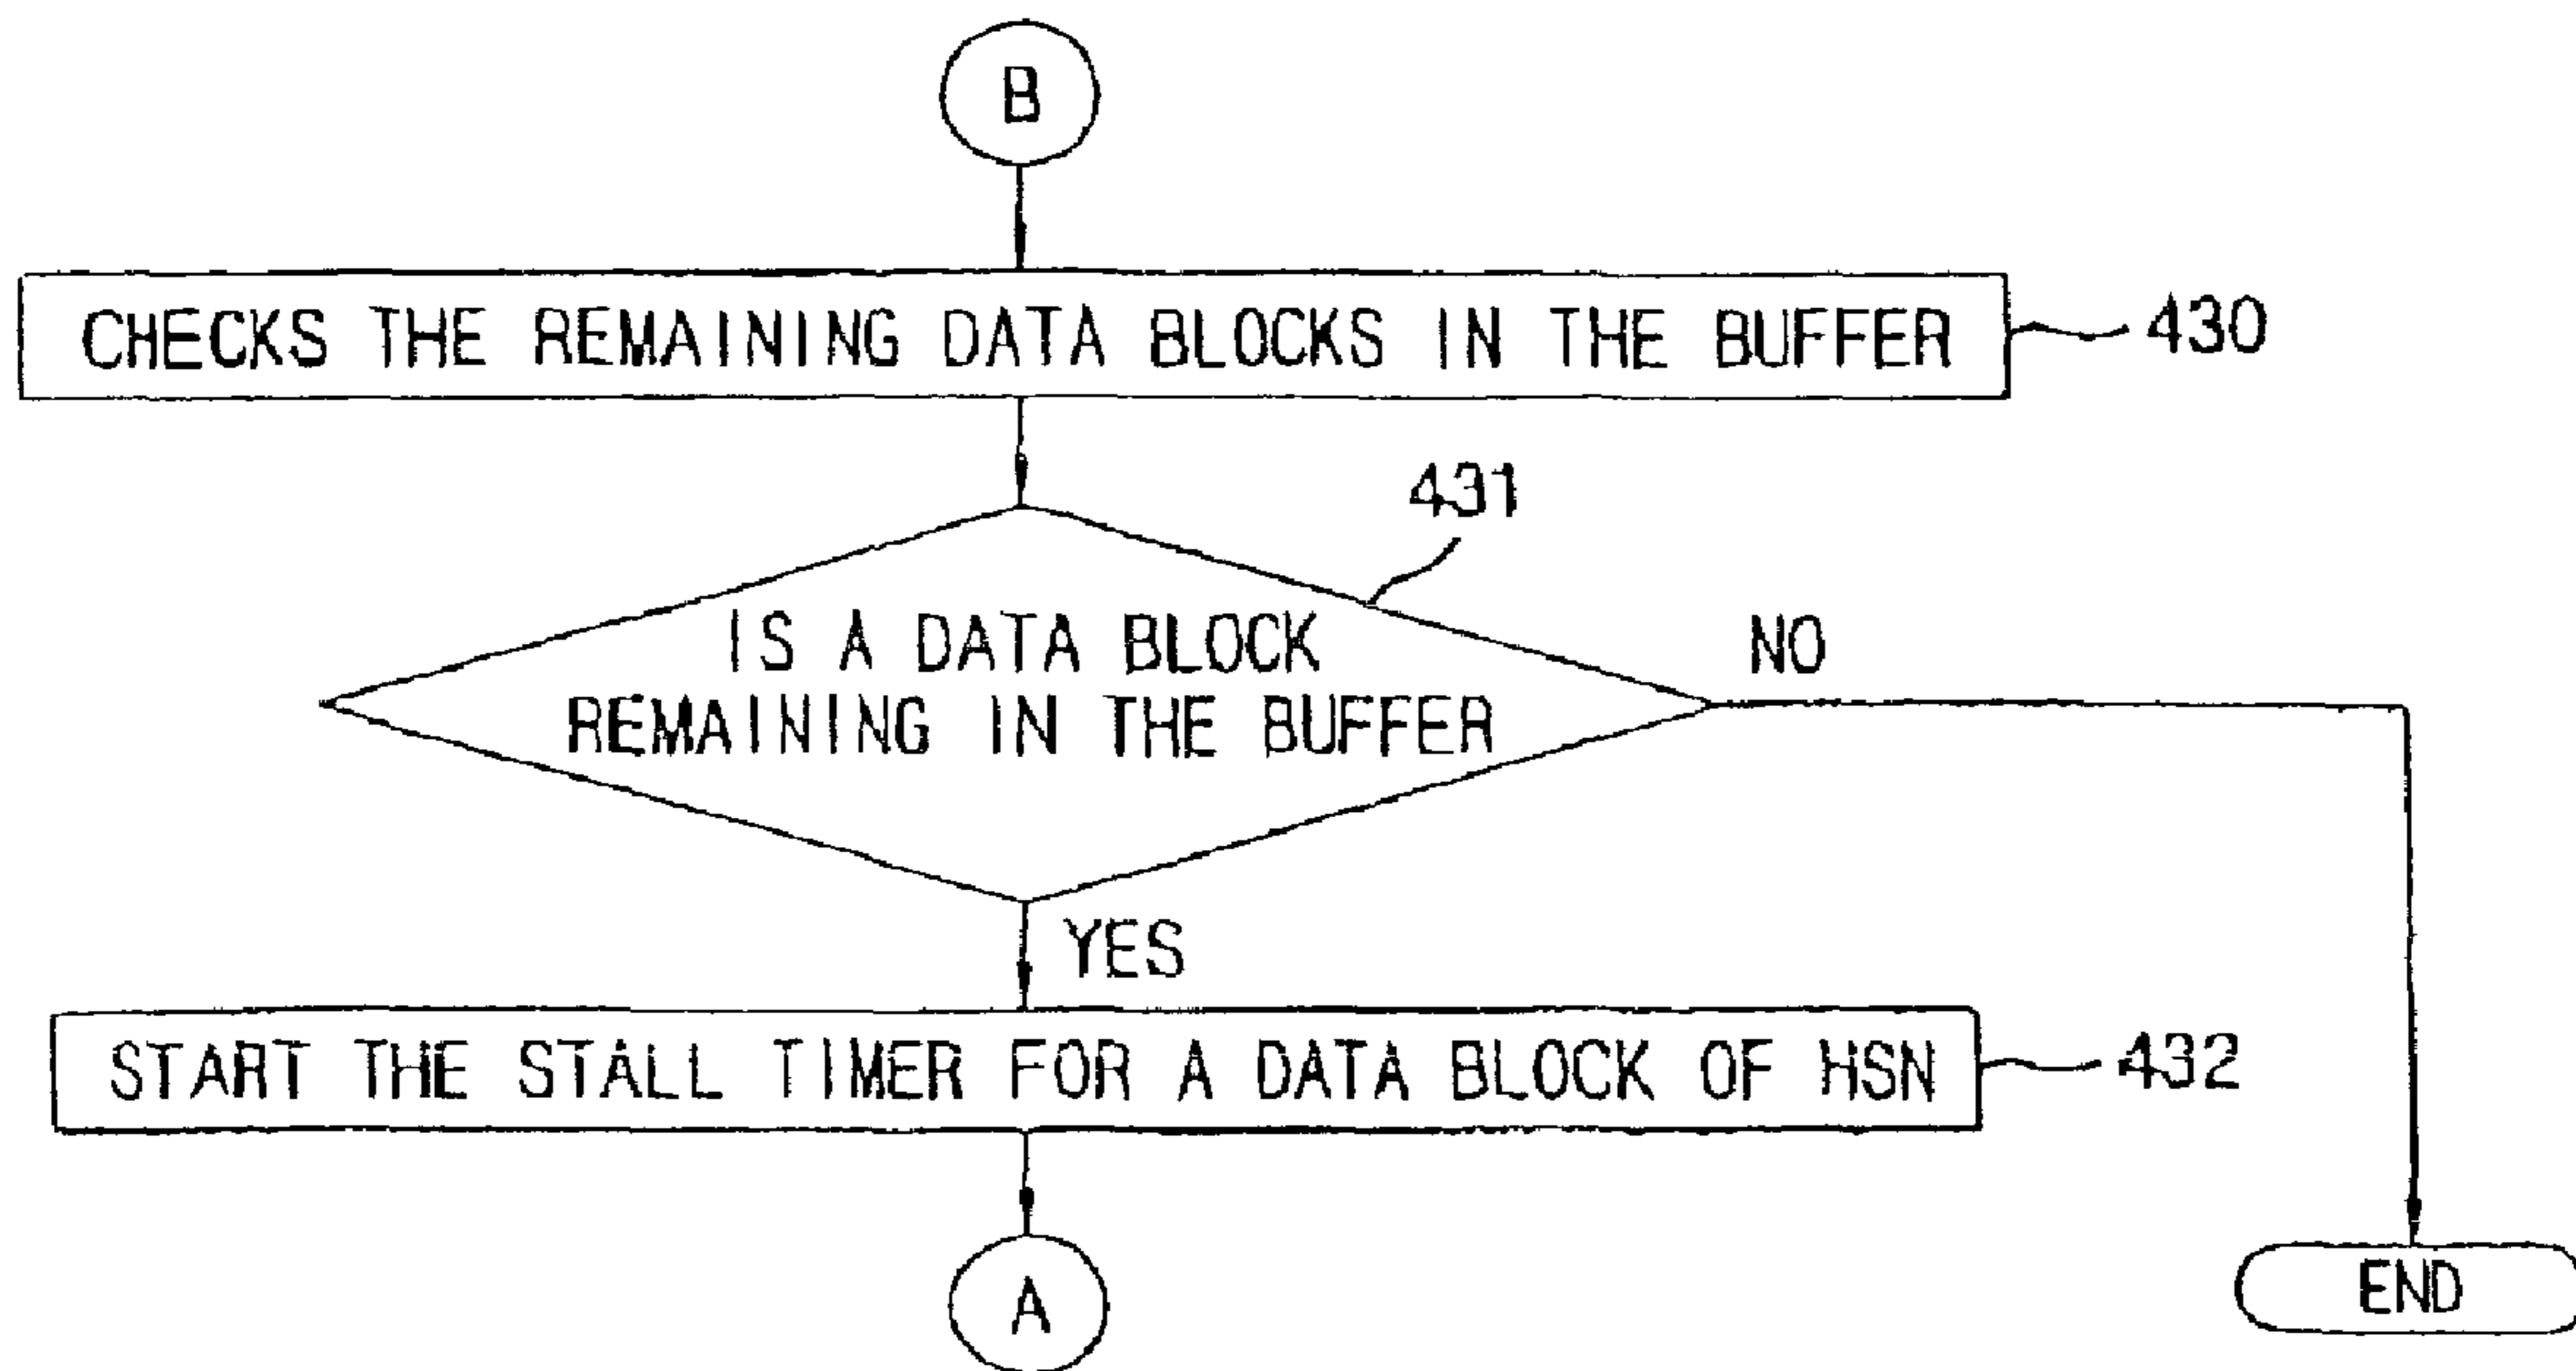 B
CHECKS THE REMAINING DATA BLOCKS IN THE BUFFER
430
431
IS A DATA BLOCK
REMAINING IN THE BUFFER
NO
YES
START THE STALL TIMER FOR A DATA BLOCK OF HSN
432
A
END